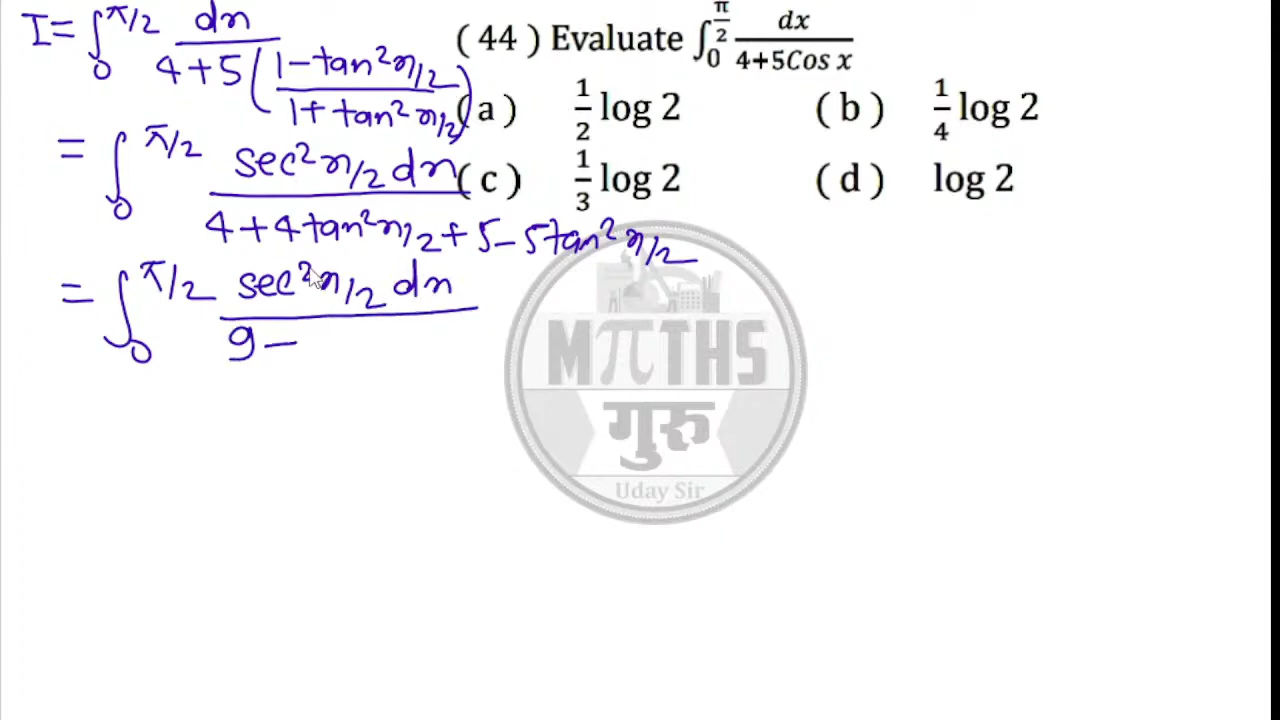 ( 44 ) Evaluate ∫₀^(π/2) dx/(4+5Cos x)
( a ) 1/2 log 2 ( b ) 1/4 log 2
( c ) 1/3 log 2 ( d ) log 2
I = ∫₀^(π/2) dx/(4+5((1-tan²x/2)/(1+tan²x/2)))
= ∫₀^(π/2) sec²x/2 dx/(4+4tan²x/2+5-5tan²x/2)
= ∫₀^(π/2) sec²x/2 dx/(9-
MπTHS
गुरु
Uday Sir